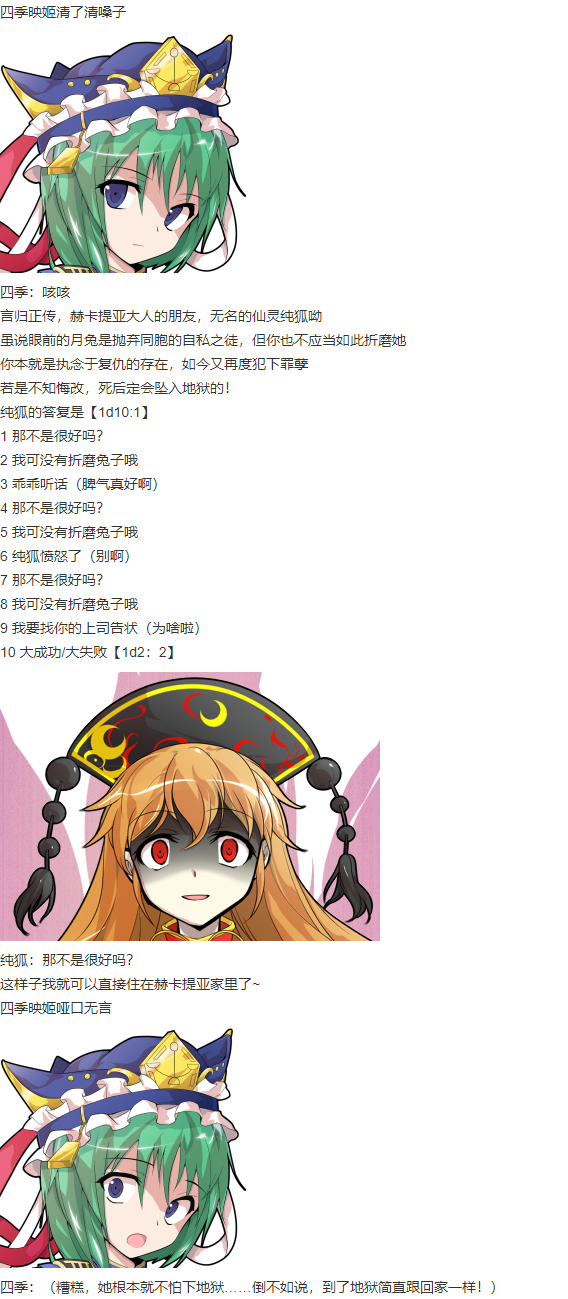 四季映姬清了清嗓子
四季：咳咳
言归正传，赫卡提亚大人的朋友，无名的仙灵纯狐呦
虽说眼前的月兔是抛弃同胞的自私之徒，但你也不应当如此折磨她
你本就是执念于复仇的存在，如今又再度犯下罪孽
若是不知悔改，死后定会坠入地狱的！
纯狐的答复是【1d10:1】
1 那不是很好吗？
2 我可没有折磨兔子哦
3 乖乖听话（脾气真好啊）
4 那不是很好吗？
5 我可没有折磨兔子哦
6 纯狐愤怒了（别啊）
7 那不是很好吗？
8 我可没有折磨兔子哦
9 我要找你的上司告状（为啥啦）
10 大成功/大失败【1d2：2】
纯狐：那不是很好吗？
这样子我就可以直接住在赫卡提亚家里了~
四季映姬哑口无言
四季：（糟糕，她根本就不怕下地狱……倒不如说，到了地狱简直跟回家一样！）